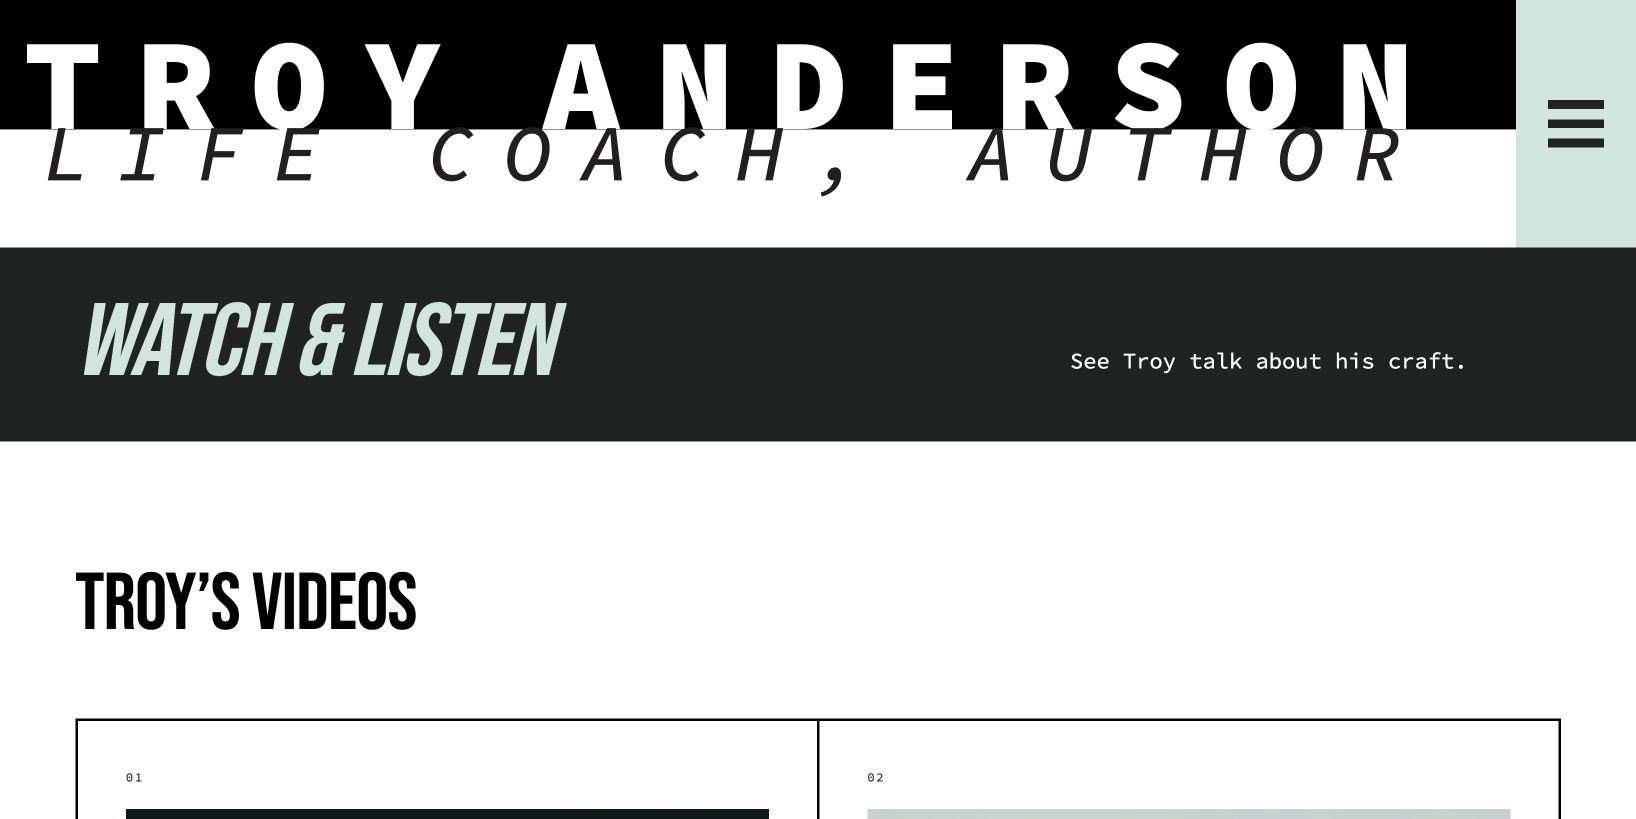 TROY ANDERSON
LIFE COACH, AUTHOR
WATCH & LISTEN
See Troy talk about his craft.
TROY’S VIDEOS
01
02